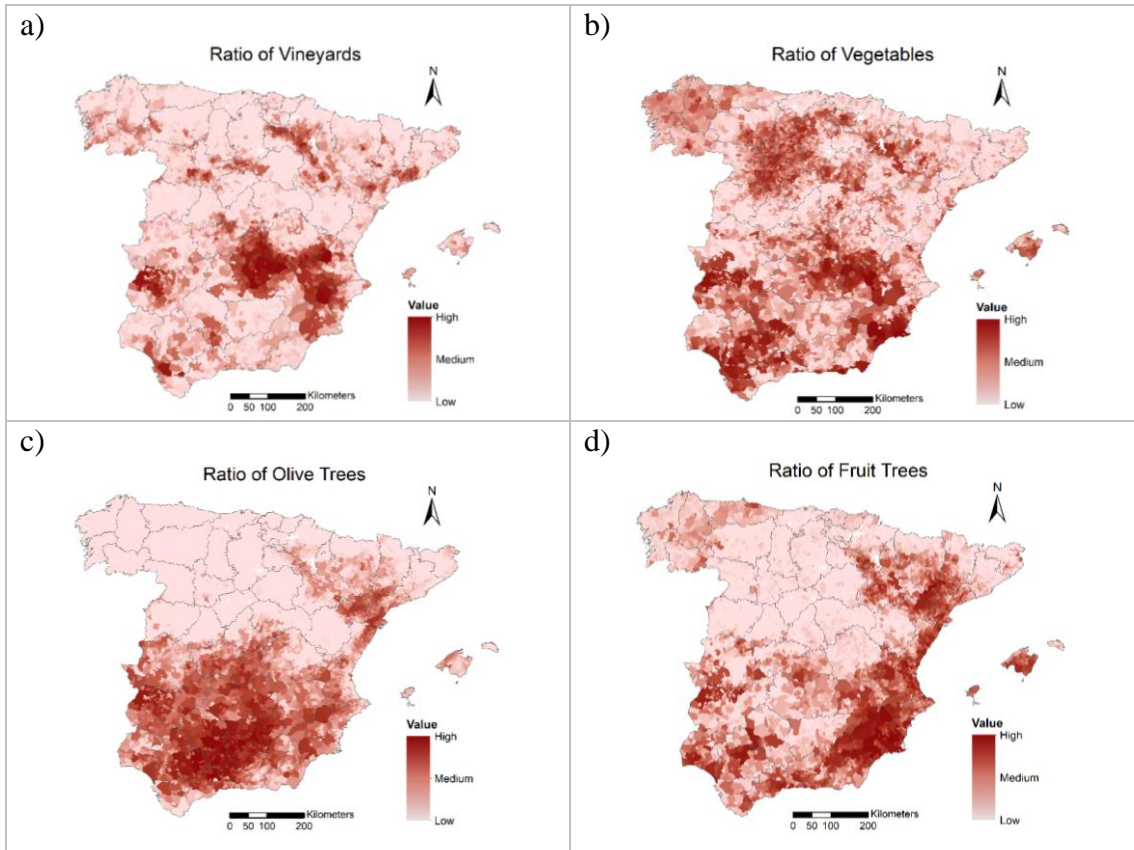 a)
Ratio of Vineyards
N
Value
High
Medium
Low
Kilometers
0 50 100 200
b)
Ratio of Vegetables
N
Value
High
Medium
Low
Kilometers
0 50 100 200
c)
Ratio of Olive Trees
N
Value
High
Medium
Low
Kilometers
0 50 100 200
d)
Ratio of Fruit Trees
N
Value
High
Medium
Low
Kilometers
0 50 100 200